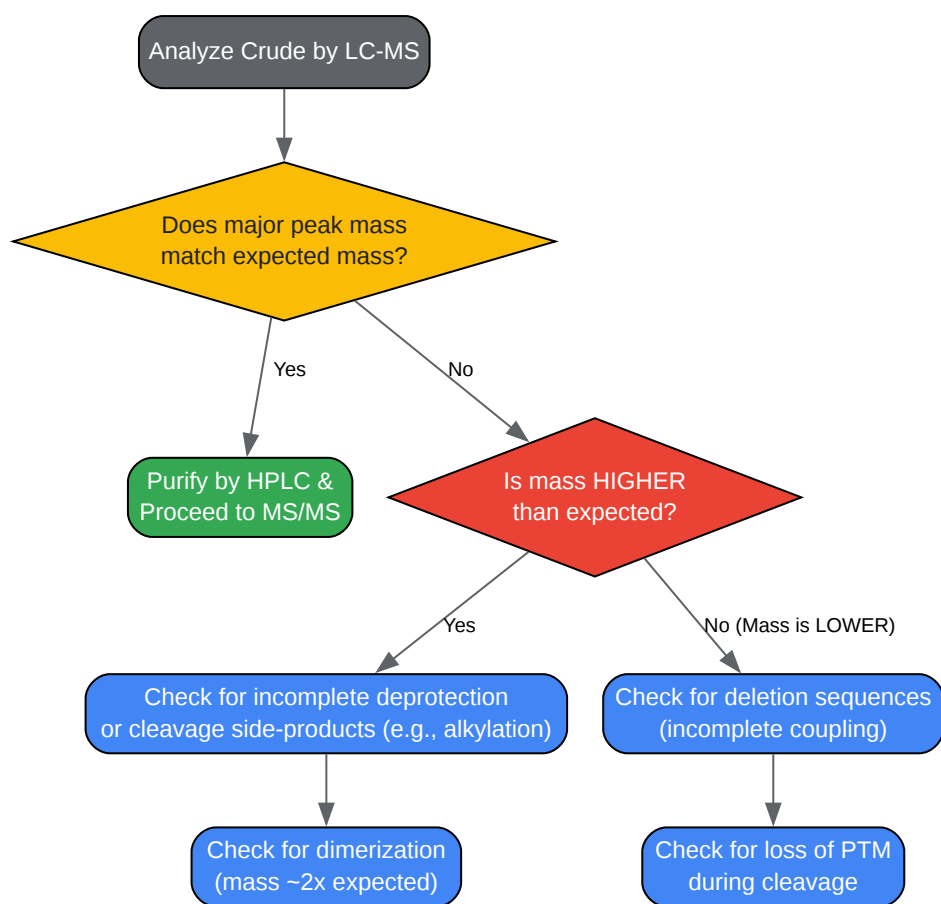 Analyze Crude by LC-MS
Does major peak mass
match expected mass?
Yes
No
Purify by HPLC &
Proceed to MS/MS
Is mass HIGHER
than expected?
Yes
No (Mass is LOWER)
Check for incomplete deprotection
or cleavage side-products (e.g., alkylation)
Check for deletion sequences
(incomplete coupling)
Check for dimerization
(mass ~2x expected)
Check for loss of PTM
during cleavage